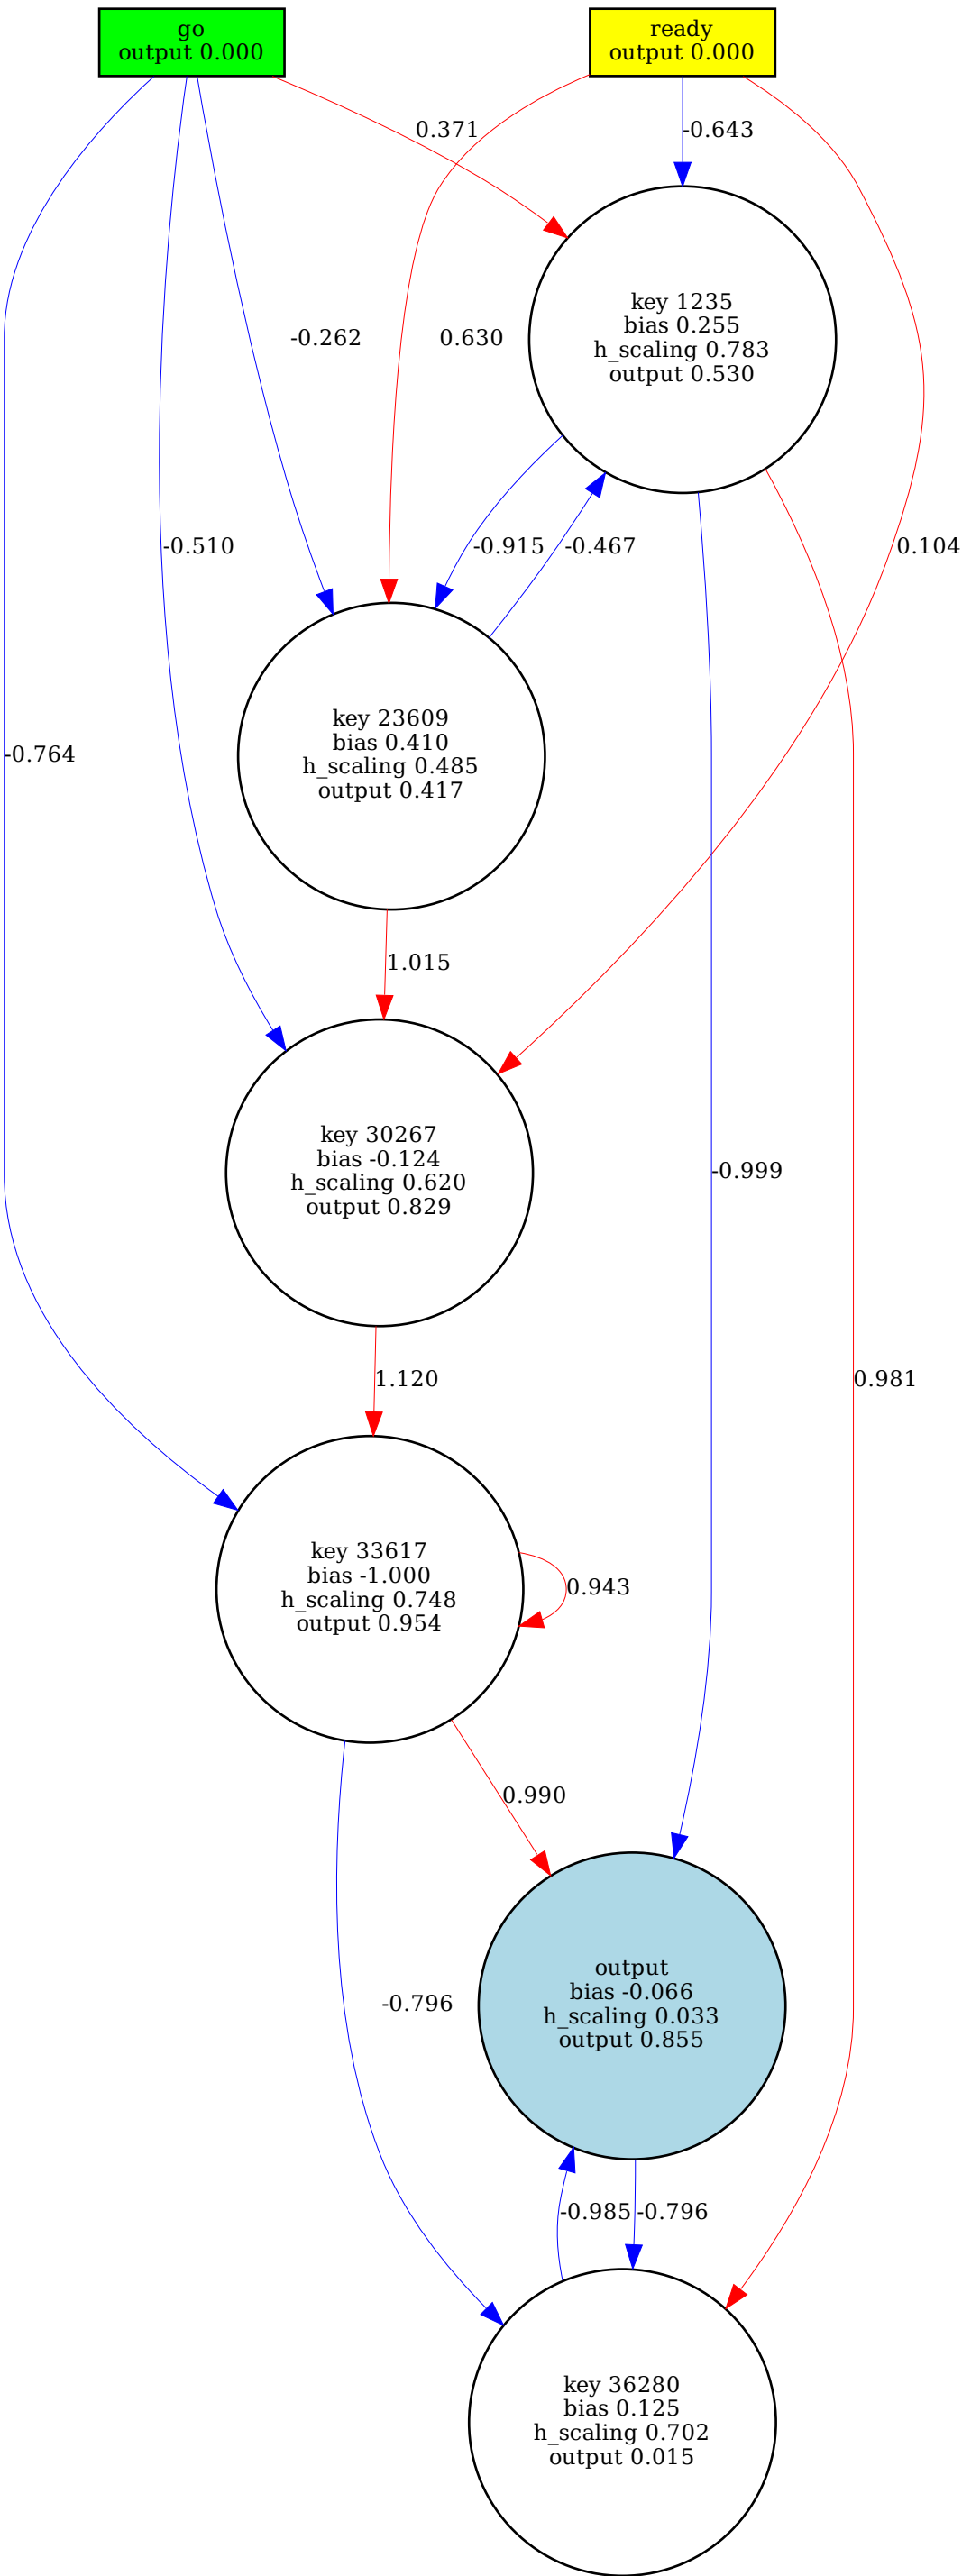 go
output 0.000
ready
output 0.000
0.371
-0.643
key 1235
bias 0.255
h_scaling 0.783
output 0.530
-0.262
0.630
-0.510
-0.915
-0.467
0.104
key 23609
bias 0.410
h_scaling 0.485
output 0.417
-0.764
1.015
key 30267
bias -0.124
h_scaling 0.620
output 0.829
-0.999
1.120
0.981
key 33617
bias -1.000
h_scaling 0.748
output 0.954
0.943
0.990
output
bias -0.066
h_scaling 0.033
output 0.855
-0.796
-0.985
-0.796
key 36280
bias 0.125
h_scaling 0.702
output 0.015